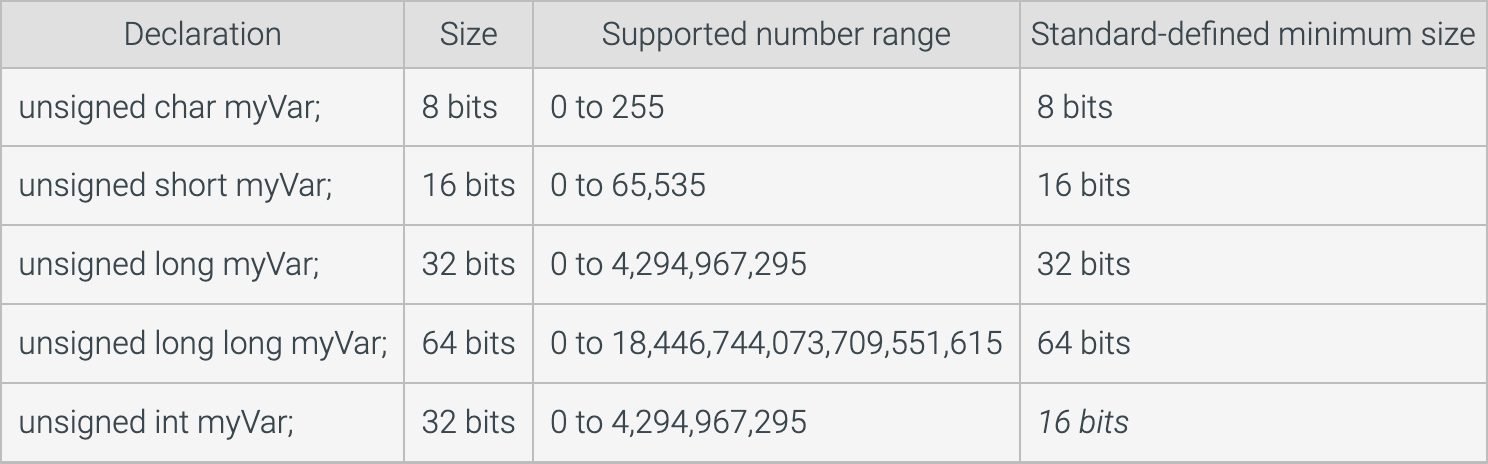 Declaration Size Supported number range Standard-defined minimum size
unsigned char myVar; 8 bits 0 to 255 8 bits
unsigned short myVar; 16 bits 0 to 65,535 16 bits
unsigned long myVar; 32 bits 0 to 4,294,967,295 32 bits
unsigned long long myVar; 64 bits 0 to 18,446,744,073,709,551,615 64 bits
unsigned int myVar; 32 bits 0 to 4,294,967,295 16 bits